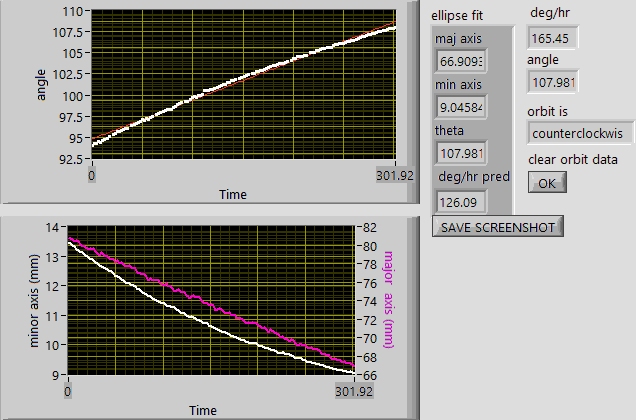 110
107.5
105
102.5
100
97.5
95
92.5
angle
0
301.92
Time
ellipse fit
maj axis
66.909
min axis
9.0458
theta
107.981
deg/hr pred
126.09
SAVE SCREENSHOT
deg/hr
165.45
angle
107.981
orbit is
counterclockwis
clear orbit data
OK
14
13
12
11
10
9
minor axis (mm)
82
80
78
76
74
72
70
68
66
major axis (mm)
0
301.92
Time